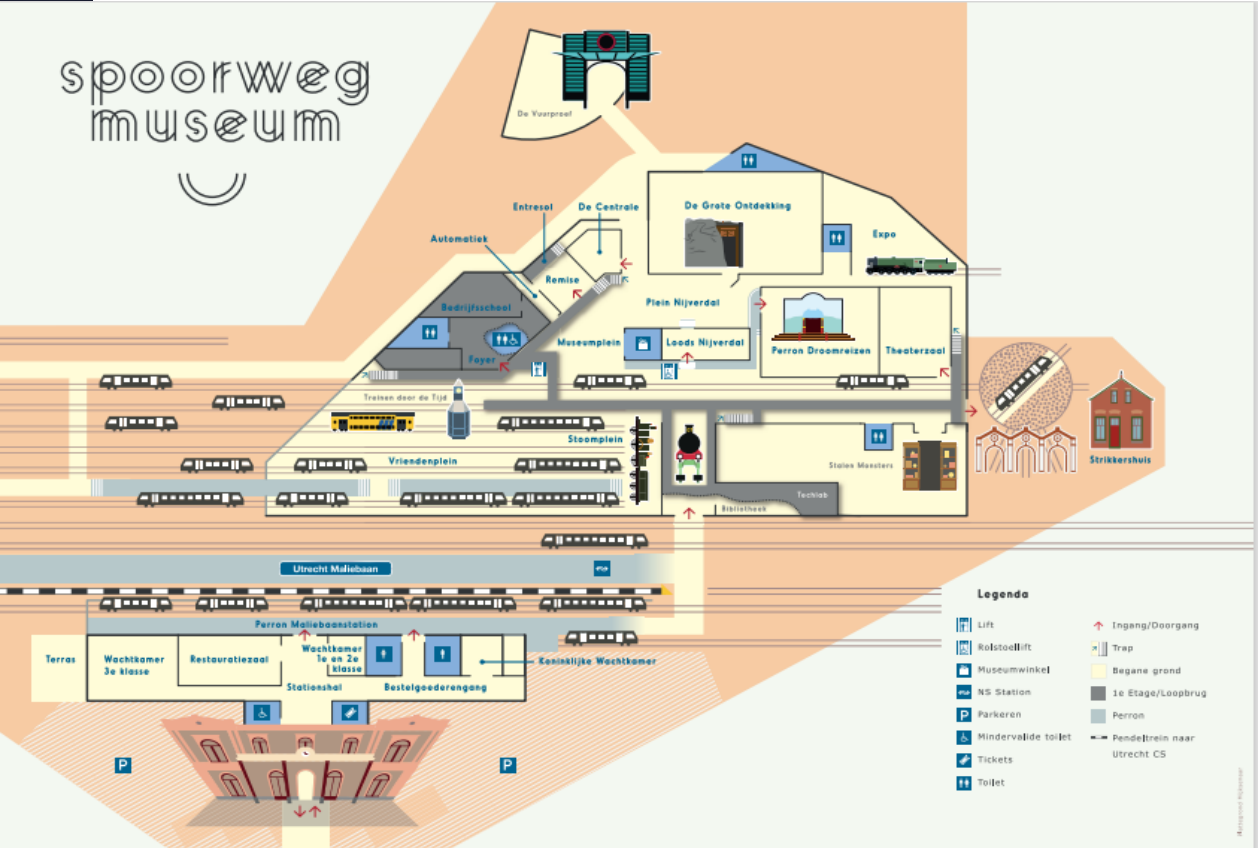 spoorweg
museum
De Vuurproef
De Grote Ontdekking
Entresol
De Centrale
Automatiek
Expo
Remise
Plein Nijverdal
Bedrijfsschool
Museumplein
Loods Nijverdal
Perron Droomreizen
Theaterzaal
Foyer
Treinen door de Tijd
Stoomplein
Vriendenplein
Stalen Monsters
Strikkershuis
Techlab
Bibliotheek
Utrecht Maliebaan
Perron Maliebaanstation
Terras
Wachtkamer
3e klasse
Restauratiezaal
Wachtkamer
1e en 2e
klasse
Koninklijke Wachtkamer
Stationshal
Bestelgoederengang
P
P
Legenda
Lift
Rolstoellift
Museumwinkel
NS Station
P Parkeren
Mindervalide toilet
Tickets
Toilet
Ingang/Doorgang
Trap
Begane grond
1e Etage/Loopbrug
Perron
Pendeltrein naar
Utrecht CS